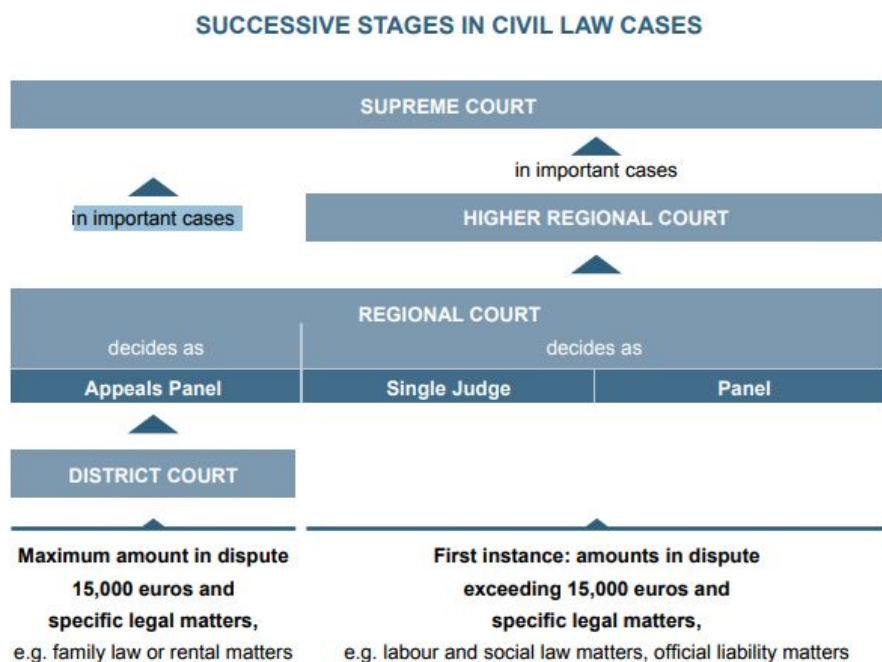 SUCCESSIVE STAGES IN CIVIL LAW CASES
SUPREME COURT
in important cases
in important cases
HIGHER REGIONAL COURT
REGIONAL COURT
decides as
decides as
Appeals Panel
Single Judge
Panel
DISTRICT COURT
Maximum amount in dispute
15,000 euros and
specific legal matters,
e.g. family law or rental matters
First instance: amounts in dispute
exceeding 15,000 euros and
specific legal matters,
e.g. labour and social law matters, official liability matters